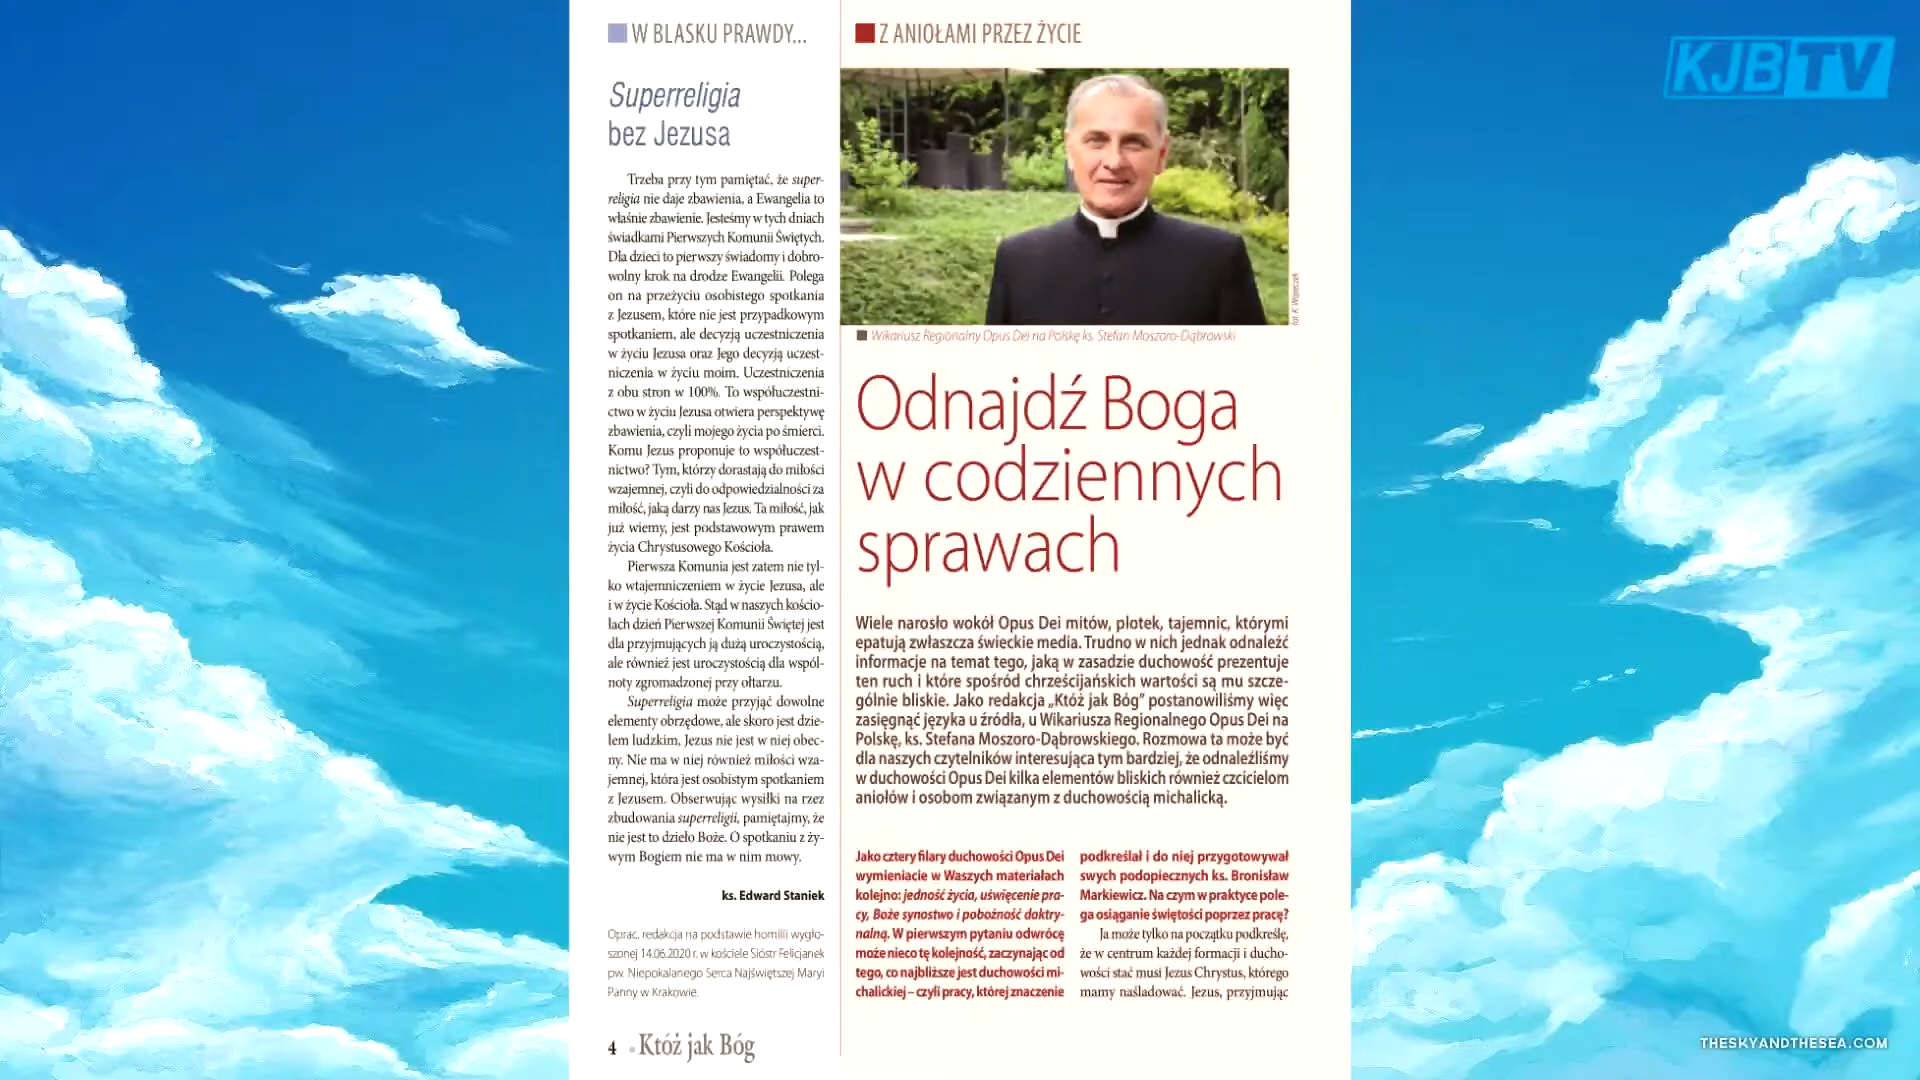 W BLASKU PRAWDY...
Superreligia
bez Jezusa
Trzeba przy tym pamiętać, że super-
religia nie daje zbawienia, a Ewangelia to
właśnie zbawienie. Jesteśmy w tych dniach
świadkami Pierwszych Komunii Świętych.
Dla dzieci to pierwszy świadomy i dobro-
wolny krok na drodze Ewangelii. Polega
on na przeżyciu osobistego spotkania
z Jezusem, które nie jest przypadkowym
spotkaniem, ale decyzją uczestniczenia
w życiu Jezusa oraz Jego decyzją uczest-
niczenia w życiu moim. Uczestniczenia
z obu stron w 100%. To współuczestni-
ctwo w życiu Jezusa otwiera perspektywę
zbawienia, czyli mojego życia po śmierci.
Komu Jezus proponuje to współuczest-
nictwo? Tym, którzy dorastają do miłości
wzajemnej, czyli do odpowiedzialności za
miłość, jaką darzy nas Jezus. Ta miłość, jak
już wiemy, jest podstawowym prawem
życia Chrystusowego Kościoła.
Pierwsza Komunia jest zatem nie tyl-
ko wtajemniczeniem w życie Jezusa, ale
i w życie Kościoła. Stąd w naszych kościo-
łach dzień Pierwszej Komunii Świętej jest
dla przyjmujących ją dużą uroczystością,
ale również jest uroczystością dla wspól-
noty zgromadzonej przy ołtarzu.
Superreligia może przyjąć dowolne
elementy obrzędowe, ale skoro jest dzie-
łem ludzkim, Jezus nie jest w niej obec-
ny. Nie ma w niej również miłości wza-
jemnej, która jest osobistym spotkaniem
z Jezusem. Obserwując wysiłki na rzez
zbudowania superreligii, pamiętajmy, że
nie jest to dzieło Boże. O spotkaniu z ży-
wym Bogiem nie ma w nim mowy.
ks. Edward Staniek
Oprac. redakcja na podstawie homilii wygło-
szonej 14.06.2020 r. w kościele Sióstr Felicjanek
pw. Niepokalanego Serca Najświętszej Maryi
Panny w Krakowie.
4 Któż jak Bóg
Z ANIOŁAMI PRZEZ ŻYCIE
fot. K. Wojteczek
Wikariusz Regionalny Opus Dei na Polskę ks. Stefan Moszoro-Dąbrowski
Odnajdź Boga
w codziennych
sprawach
Wiele narosło wokół Opus Dei mitów, plotek, tajemnic, którymi
epatują zwłaszcza świeckie media. Trudno w nich jednak odnaleźć
informacje na temat tego, jaką w zasadzie duchowość prezentuje
ten ruch i które spośród chrześcijańskich wartości są mu szcze-
gólnie bliskie. Jako redakcja „Któż jak Bóg" postanowiliśmy więc
zasięgnąć języka u źródła, u Wikariusza Regionalnego Opus Dei na
Polskę, ks. Stefana Moszoro-Dąbrowskiego. Rozmowa ta może być
dla naszych czytelników interesująca tym bardziej, że odnaleźliśmy
w duchowości Opus Dei kilka elementów bliskich również czcicielom
aniołów i osobom związanym z duchowością michalicką.
Jako cztery filary duchowości Opus Dei
wymieniacie w Waszych materiałach
kolejno: jedność życia, uświęcenie pra-
cy, Boże synostwo i pobożność doktry-
nalną. W pierwszym pytaniu odwrócę
może nieco tę kolejność, zaczynając od
tego, co najbliższe jest duchowości mi-
chalickiej – czyli pracy, której znaczenie
podkreślał i do niej przygotowywał
swych podopiecznych ks. Bronisław
Markiewicz. Na czym w praktyce pole-
ga osiąganie świętości poprzez pracę?
Ja może tylko na początku podkreślę,
że w centrum każdej formacji i ducho-
wości stać musi Jezus Chrystus, którego
mamy naśladować. Jezus, przyjmując
KJBTV
THESKYANDTHESEA.COM